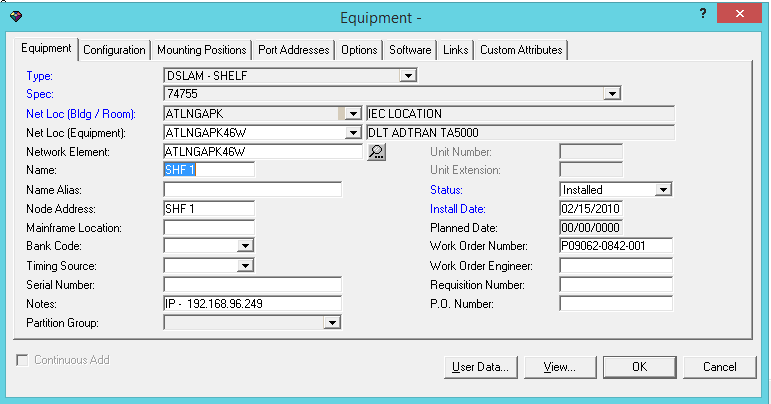 Equipment -
? ×
Equipment Configuration Mounting Positions Port Addresses Options Software Links Custom Attributes
Type: DSLAM - SHELF
Spec: 74755
Net Loc (Bldg / Room): ATLNGAPK IEC LOCATION
Net Loc (Equipment): ATLNGAPK46W DLT ADTRAN TA5000
Network Element: ATLNGAPK46W Unit Number:
Name: SHF 1 Unit Extension:
Name Alias: Status: Installed
Node Address: SHF 1 Install Date: 02/15/2010
Mainframe Location: Planned Date: 00/00/0000
Bank Code: Work Order Number: P09062-0842-001
Timing Source: Work Order Engineer:
Serial Number: Requisition Number:
Notes: IP - 192.168.96.249 P.O. Number:
Partition Group:
Continuous Add
User Data... View... OK Cancel